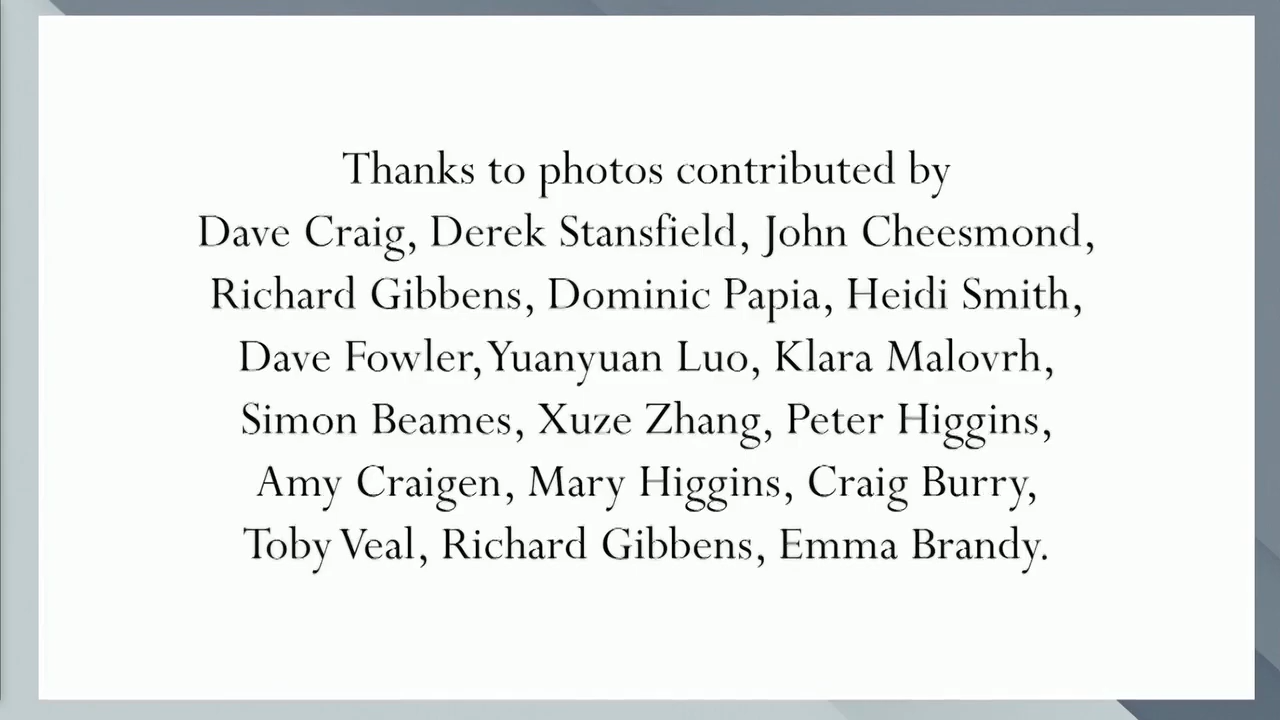 Thanks to photos contributed by
Dave Craig, Derek Stansfield, John Cheesmond,
Richard Gibbens, Dominic Papia, Heidi Smith,
Dave Fowler, Yuanyuan Luo, Klara Malovrh,
Simon Beames, Xuze Zhang, Peter Higgins,
Amy Craigen, Mary Higgins, Craig Burry,
Toby Veal, Richard Gibbens, Emma Brandy.